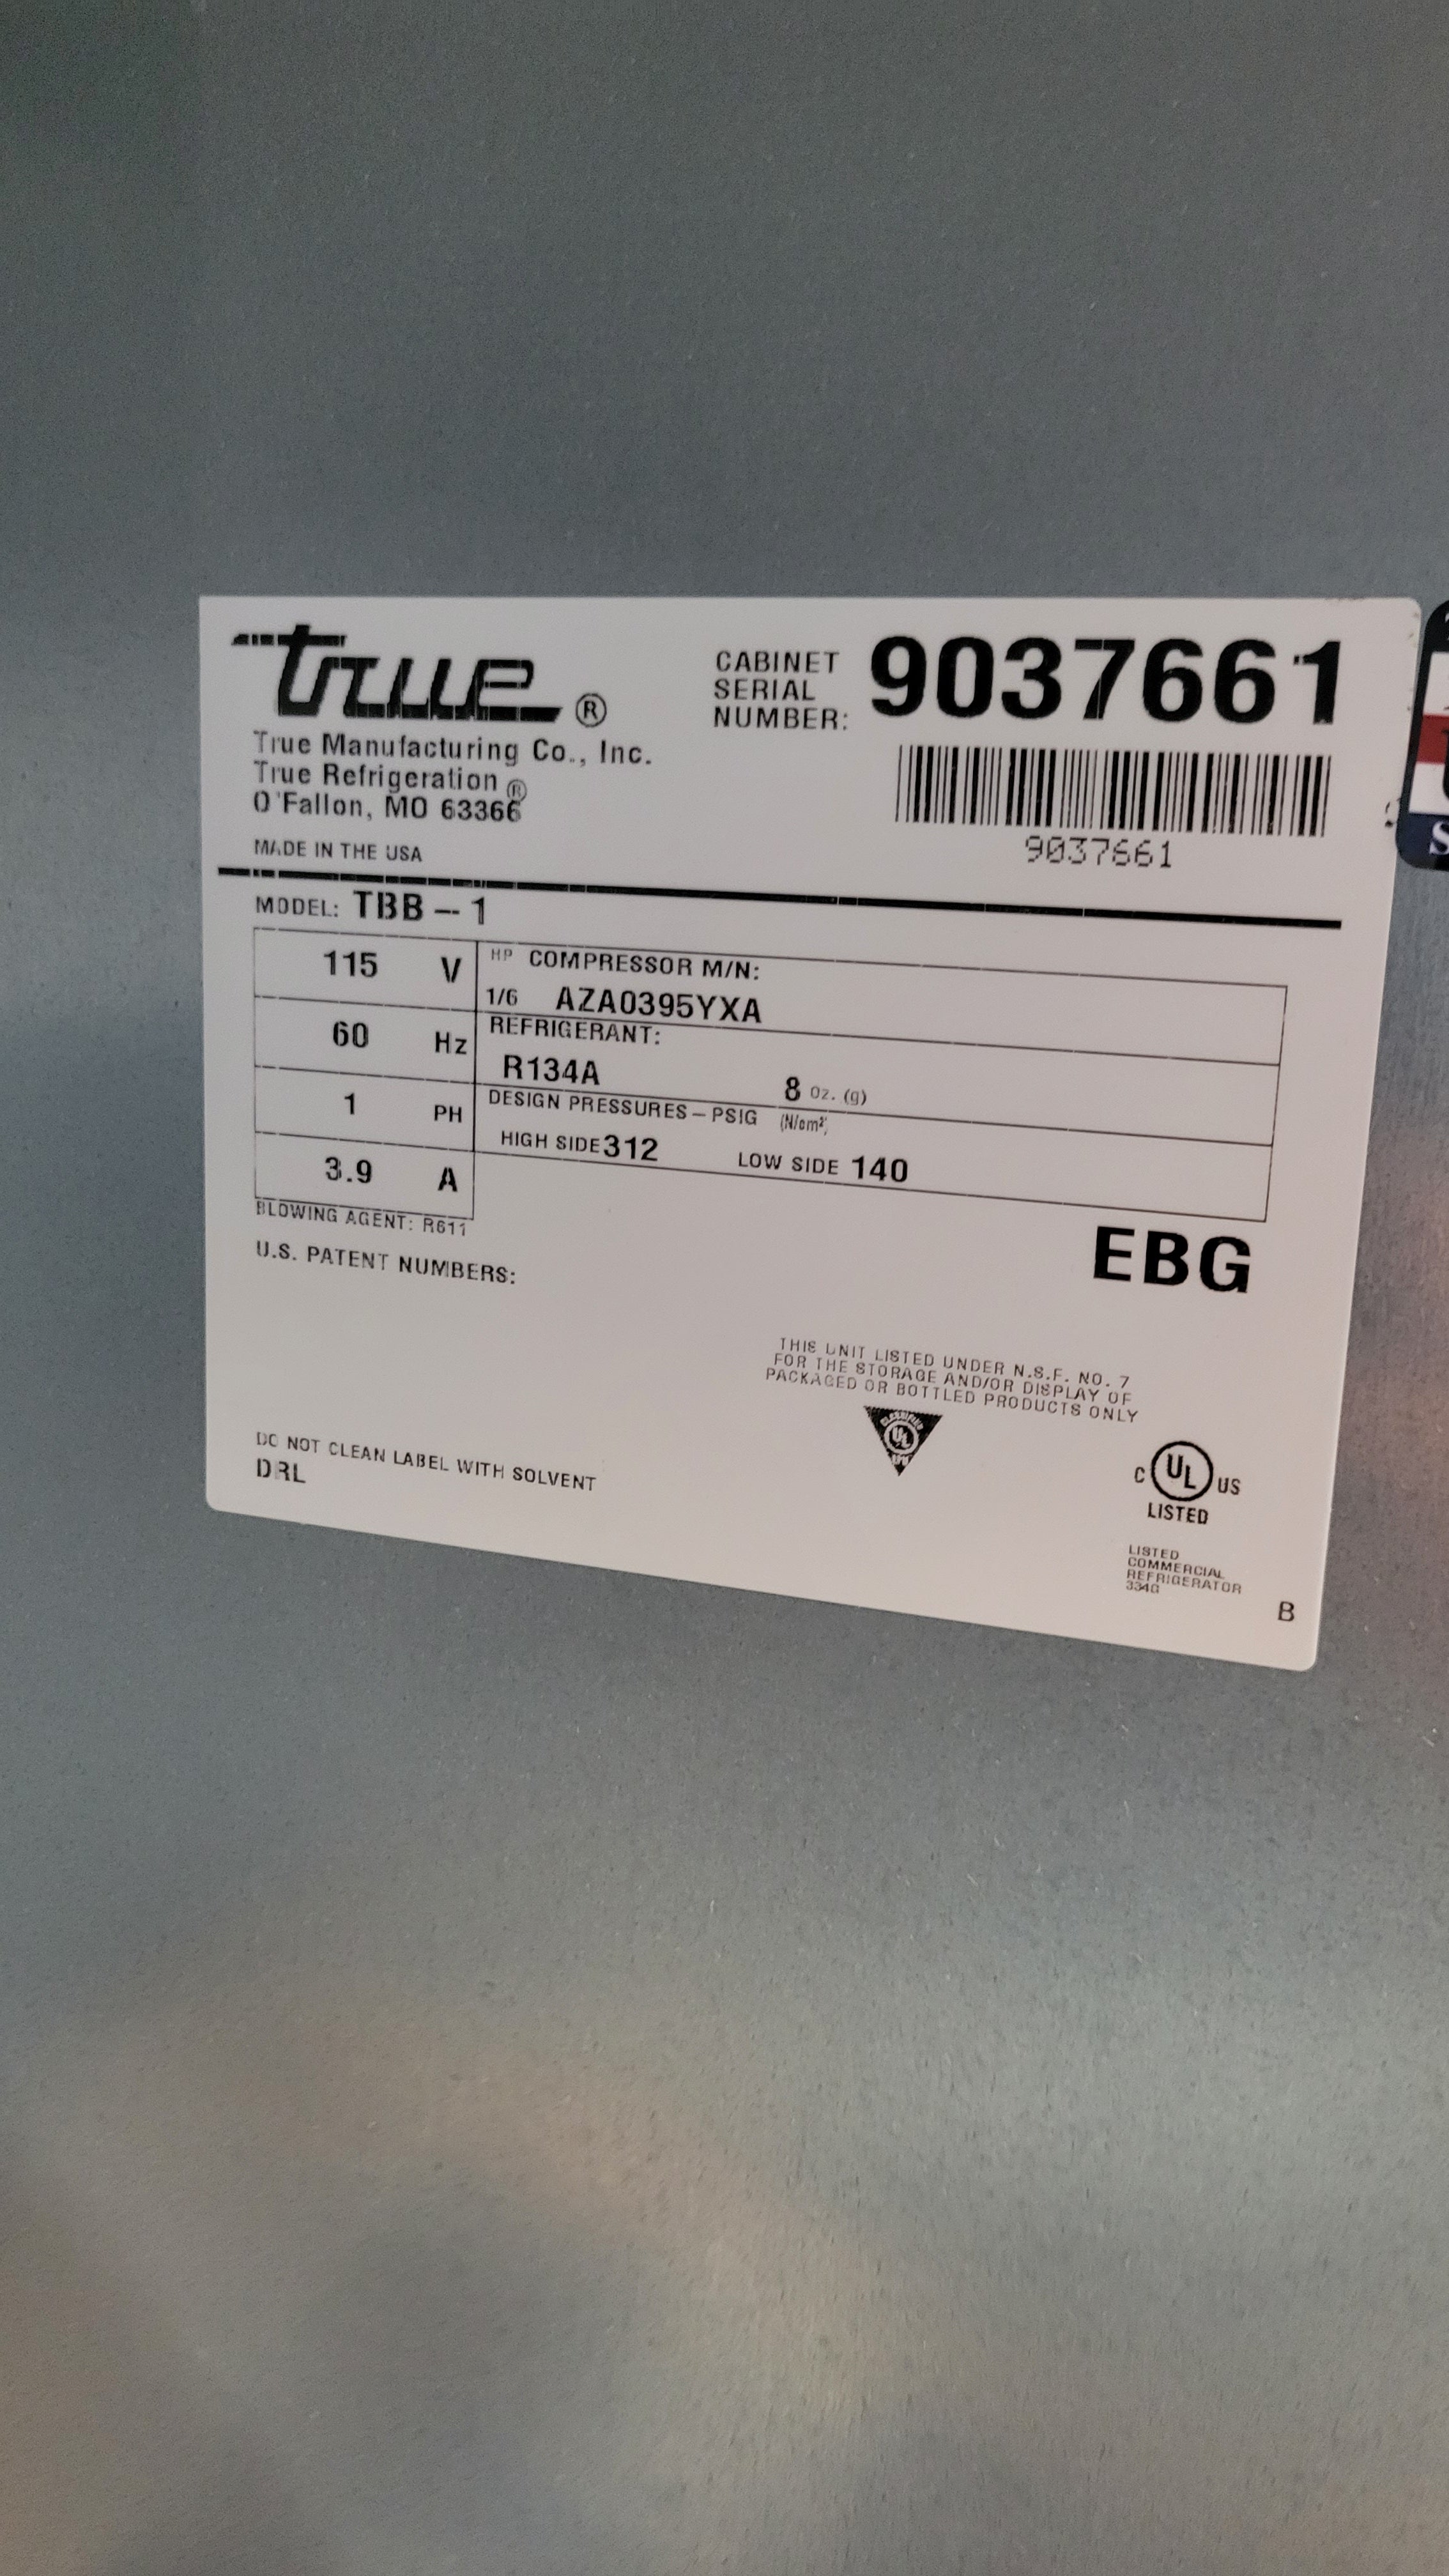 true®
True Manufacturing Co., Inc.
True Refrigeration ®
O'Fallon, MO 63366
MADE IN THE USA
CABINET
SERIAL
NUMBER: 9037661
9037661
MODEL: TBB-1
115 V
60 Hz
1 PH
3.9 A
HP COMPRESSOR M/N:
1/6 AZA0395YXA
REFRIGERANT:
R134A 8 Oz. (g)
DESIGN PRESSURES-PSIG (N/cm²)
HIGH SIDE 312 LOW SIDE 140
BLOWING AGENT: R611
EBG
U.S. PATENT NUMBERS:
THIS UNIT LISTED UNDER N.S.F. NO. 7
FOR THE STORAGE AND/OR DISPLAY OF
PACKAGED OR BOTTLED PRODUCTS ONLY
CLASSIFIED
UL
EPH
DO NOT CLEAN LABEL WITH SOLVENT
DRL
C UL US
LISTED
LISTED
COMMERCIAL
REFRIGERATOR
334G
B